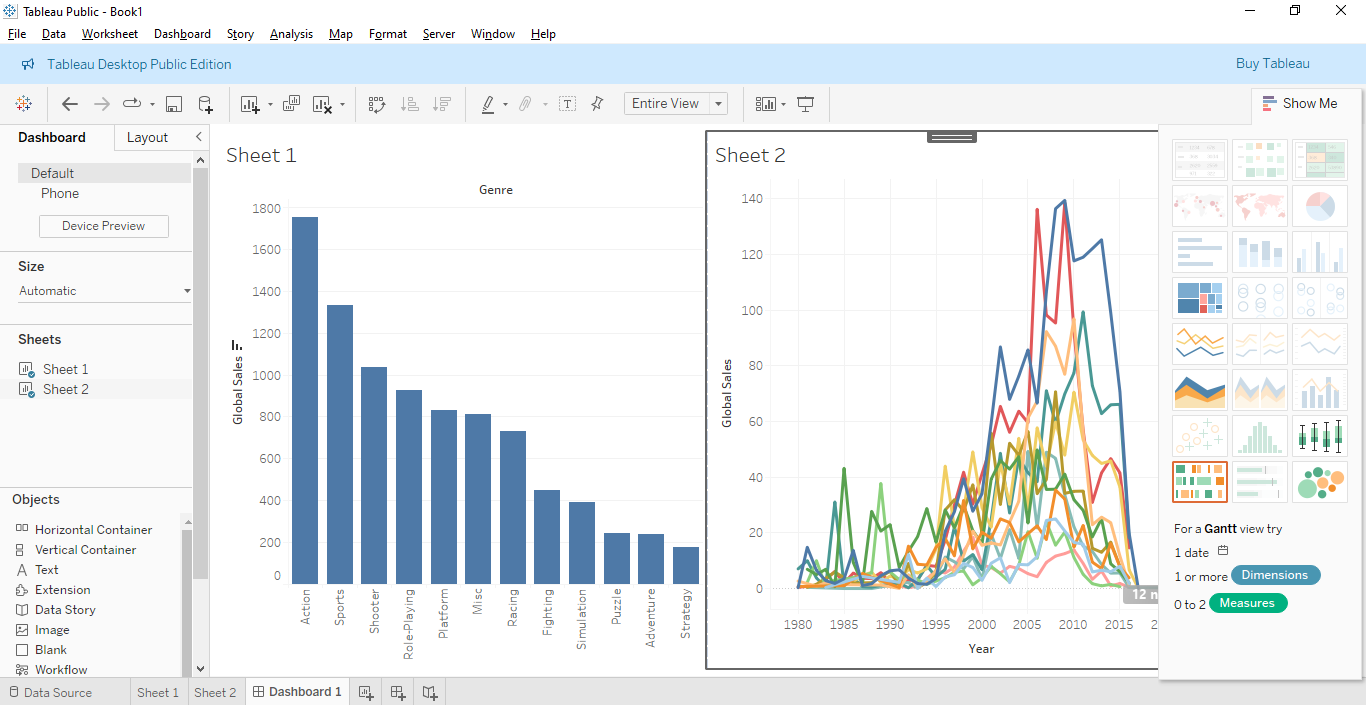 Tableau Public - Book1
File Data Worksheet Dashboard Story Analysis Map Format Server Window Help
Tableau Desktop Public Edition
Buy Tableau
Entire View
Show Me
Dashboard
Layout
Default
Phone
Device Preview
Size
Automatic
Sheets
Sheet 1
Sheet 2
Objects
Horizontal Container
Vertical Container
Text
Extension
Data Story
Image
Blank
Workflow
Sheet 1
Genre
1800
1600
1400
1200
1000
800
600
400
200
0
Global Sales
Action
Sports
Shooter
Role-Playing
Platform
Misc
Racing
Fighting
Simulation
Puzzle
Adventure
Strategy
Sheet 2
140
120
100
80
60
40
20
0
Global Sales
12 n
1980 1985 1990 1995 2000 2005 2010 2015 2
Year
For a Gantt view try
1 date
1 or more Dimensions
0 to 2 Measures
Data Source
Sheet 1
Sheet 2
Dashboard 1